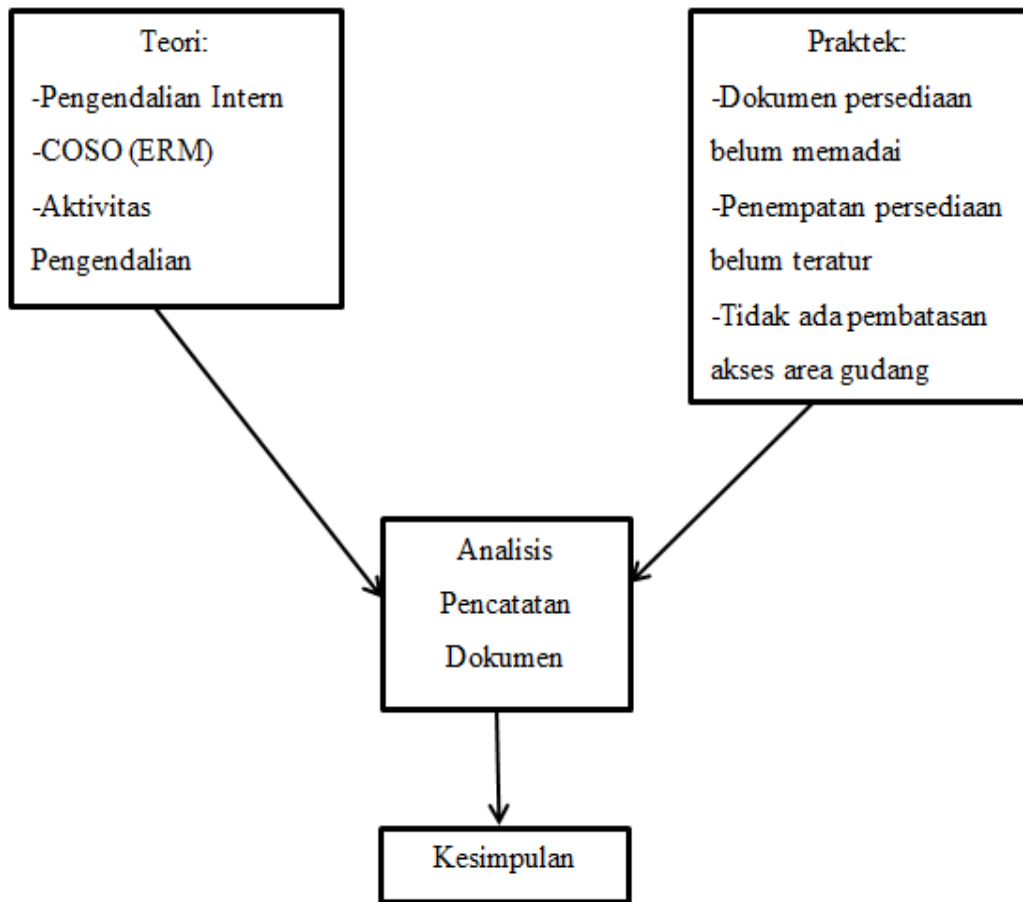 Teori:
-Pengendalian Intern
-COSO (ERM)
-Aktivitas
Pengendalian
Praktek:
-Dokumen persediaan
belum memadai
-Penempatan persediaan
belum teratur
-Tidak ada pembatasan
akses area gudang
Analisis
Pencatatan
Dokumen
Kesimpulan